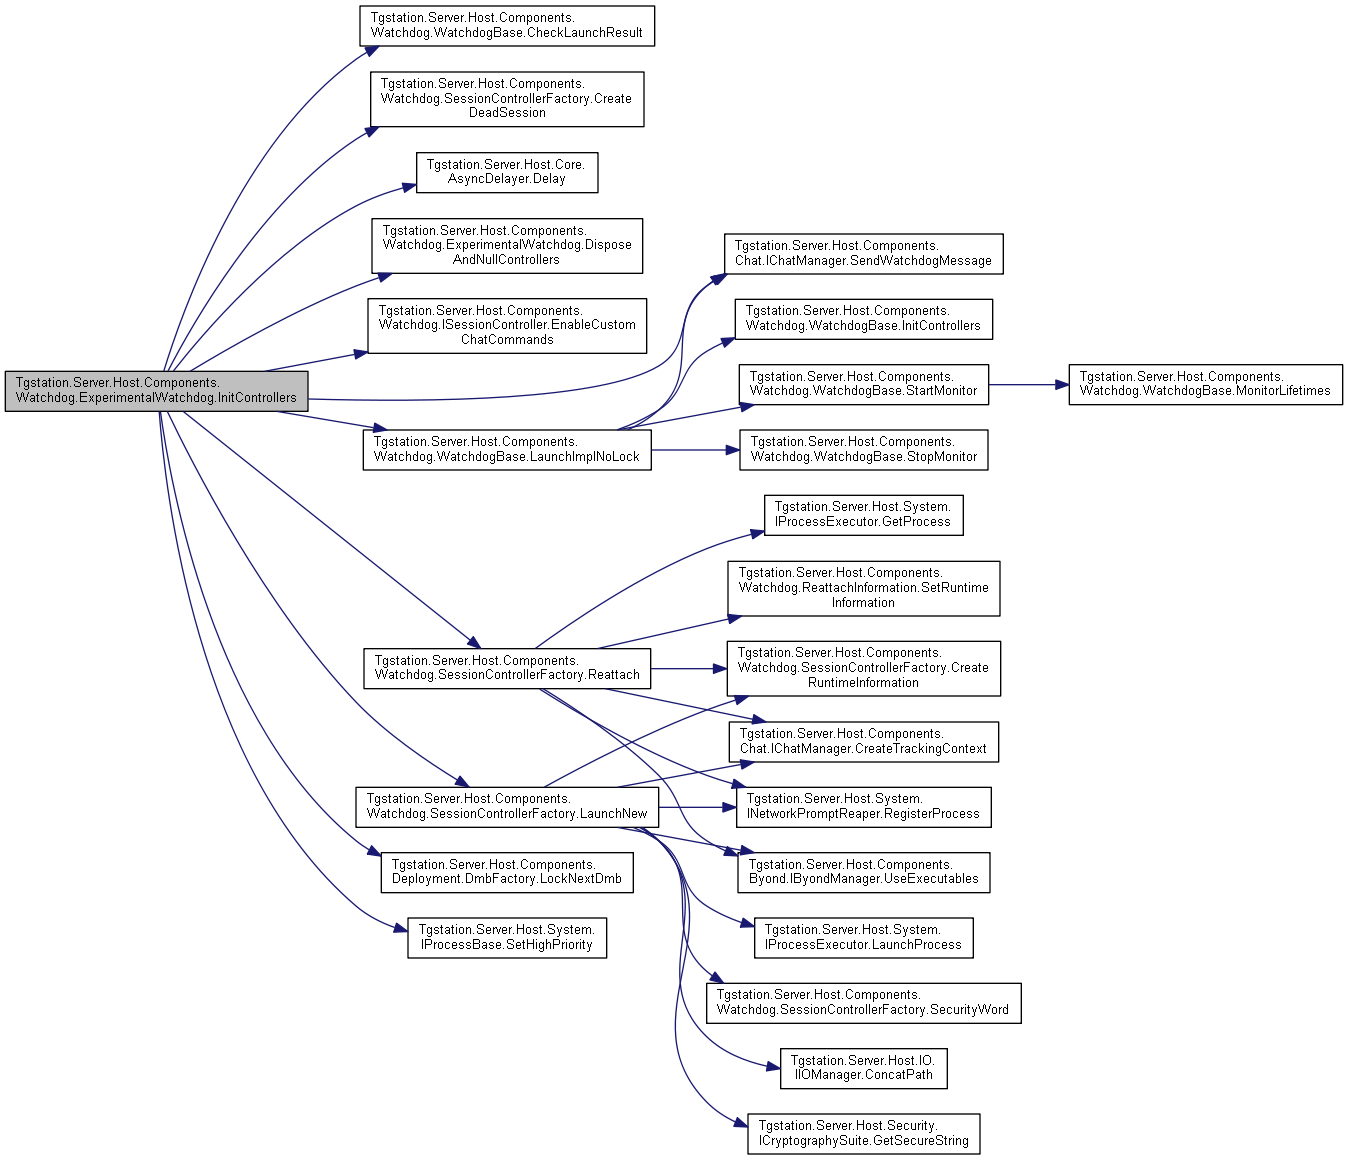 Tgstation.Server.Host.Components.
Watchdog.ExperimentalWatchdog.InitControllers
Tgstation.Server.Host.Components.
Watchdog.WatchdogBase.CheckLaunchResult
Tgstation.Server.Host.Components.
Watchdog.SessionControllerFactory.Create
DeadSession
Tgstation.Server.Host.Core.
AsyncDelayer.Delay
Tgstation.Server.Host.Components.
Watchdog.ExperimentalWatchdog.Dispose
AndNullControllers
Tgstation.Server.Host.Components.
Watchdog.ISessionController.EnableCustom
ChatCommands
Tgstation.Server.Host.Components.
Watchdog.WatchdogBase.LaunchImplNoLock
Tgstation.Server.Host.Components.
Watchdog.SessionControllerFactory.Reattach
Tgstation.Server.Host.Components.
Watchdog.SessionControllerFactory.LaunchNew
Tgstation.Server.Host.Components.
Deployment.DmbFactory.LockNextDmb
Tgstation.Server.Host.System.
IProcessBase.SetHighPriority
Tgstation.Server.Host.Components.
Chat.IChatManager.SendWatchdogMessage
Tgstation.Server.Host.Components.
Watchdog.WatchdogBase.InitControllers
Tgstation.Server.Host.Components.
Watchdog.WatchdogBase.StartMonitor
Tgstation.Server.Host.Components.
Watchdog.WatchdogBase.StopMonitor
Tgstation.Server.Host.System.
IProcessExecutor.GetProcess
Tgstation.Server.Host.Components.
Watchdog.ReattachInformation.SetRuntime
Information
Tgstation.Server.Host.Components.
Watchdog.SessionControllerFactory.Create
RuntimeInformation
Tgstation.Server.Host.Components.
Chat.IChatManager.CreateTrackingContext
Tgstation.Server.Host.System.
INetworkPromptReaper.RegisterProcess
Tgstation.Server.Host.Components.
Byond.IByondManager.UseExecutables
Tgstation.Server.Host.System.
IProcessExecutor.LaunchProcess
Tgstation.Server.Host.Components.
Watchdog.SessionControllerFactory.SecurityWord
Tgstation.Server.Host.IO.
IIOManager.ConcatPath
Tgstation.Server.Host.Security.
ICryptographySuite.GetSecureString
Tgstation.Server.Host.Components.
Watchdog.WatchdogBase.MonitorLifetimes